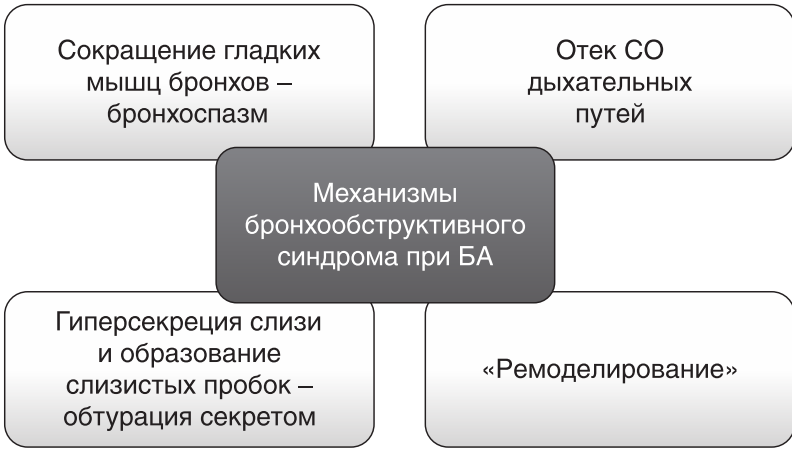 Сокращение гладких
мышц бронхов –
бронхоспазм
Отек СО
дыхательных
путей
Механизмы
бронхообструктивного
синдрома при БА
Гиперсекреция слизи
и образование
слизистых пробок –
обтурация секретом
«Ремоделирование»